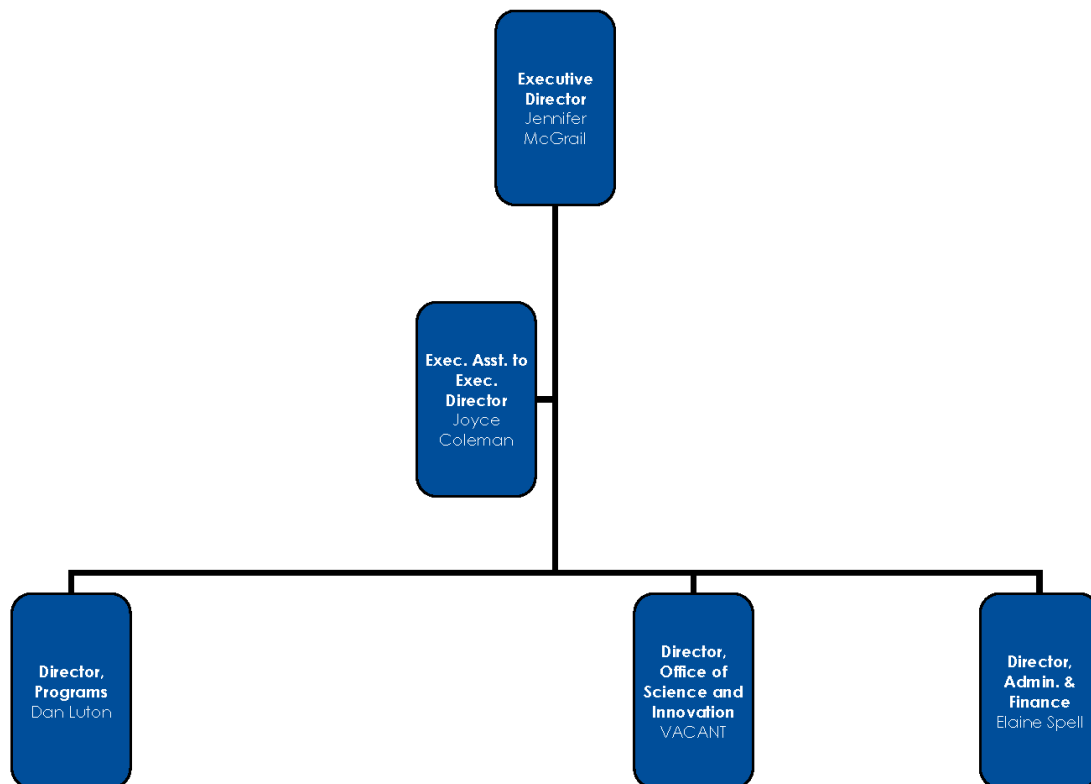 Executive
Director
Jennifer
McGrail
Exec. Asst. to
Exec.
Director
Joyce
Coleman
Director,
Programs
Dan Luton
Director,
Office of
Science and
Innovation
VACANT
Director,
Admin. &
Finance
Elaine Spell